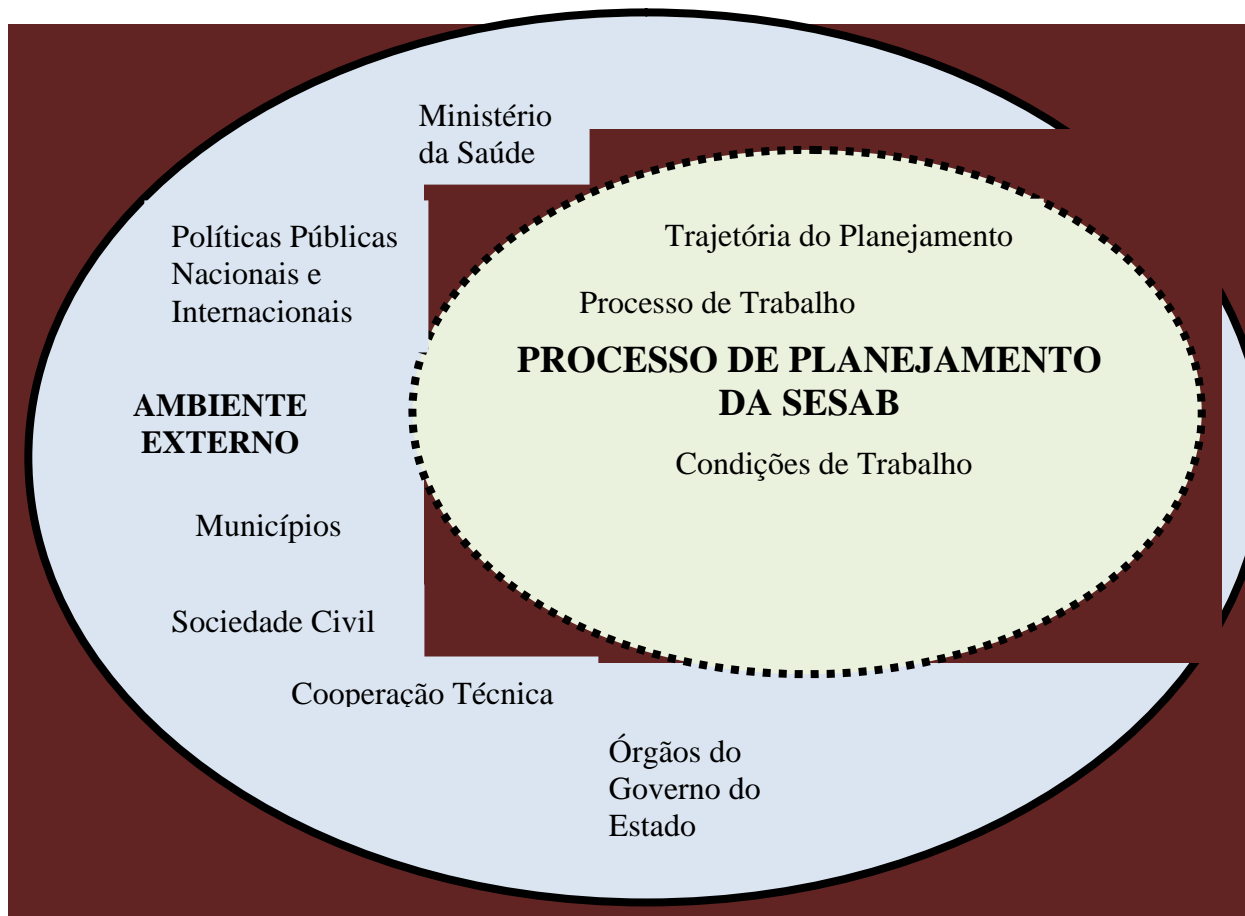 Ministério
da Saúde
Políticas Públicas
Nacionais e
Internacionais
Trajetória do Planejamento
Processo de Trabalho
PROCESSO DE PLANEJAMENTO
DA SESAB
AMBIENTE
EXTERNO
Condições de Trabalho
Municípios
Sociedade Civil
Cooperação Técnica
Órgãos do
Governo do
Estado